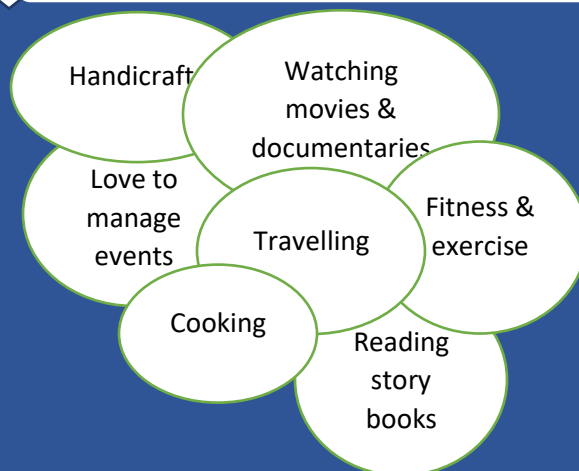 Handicraft
Watching
movies &
documentaries
Love to
manage
events
Fitness &
exercise
Travelling
Cooking
Reading
story
books